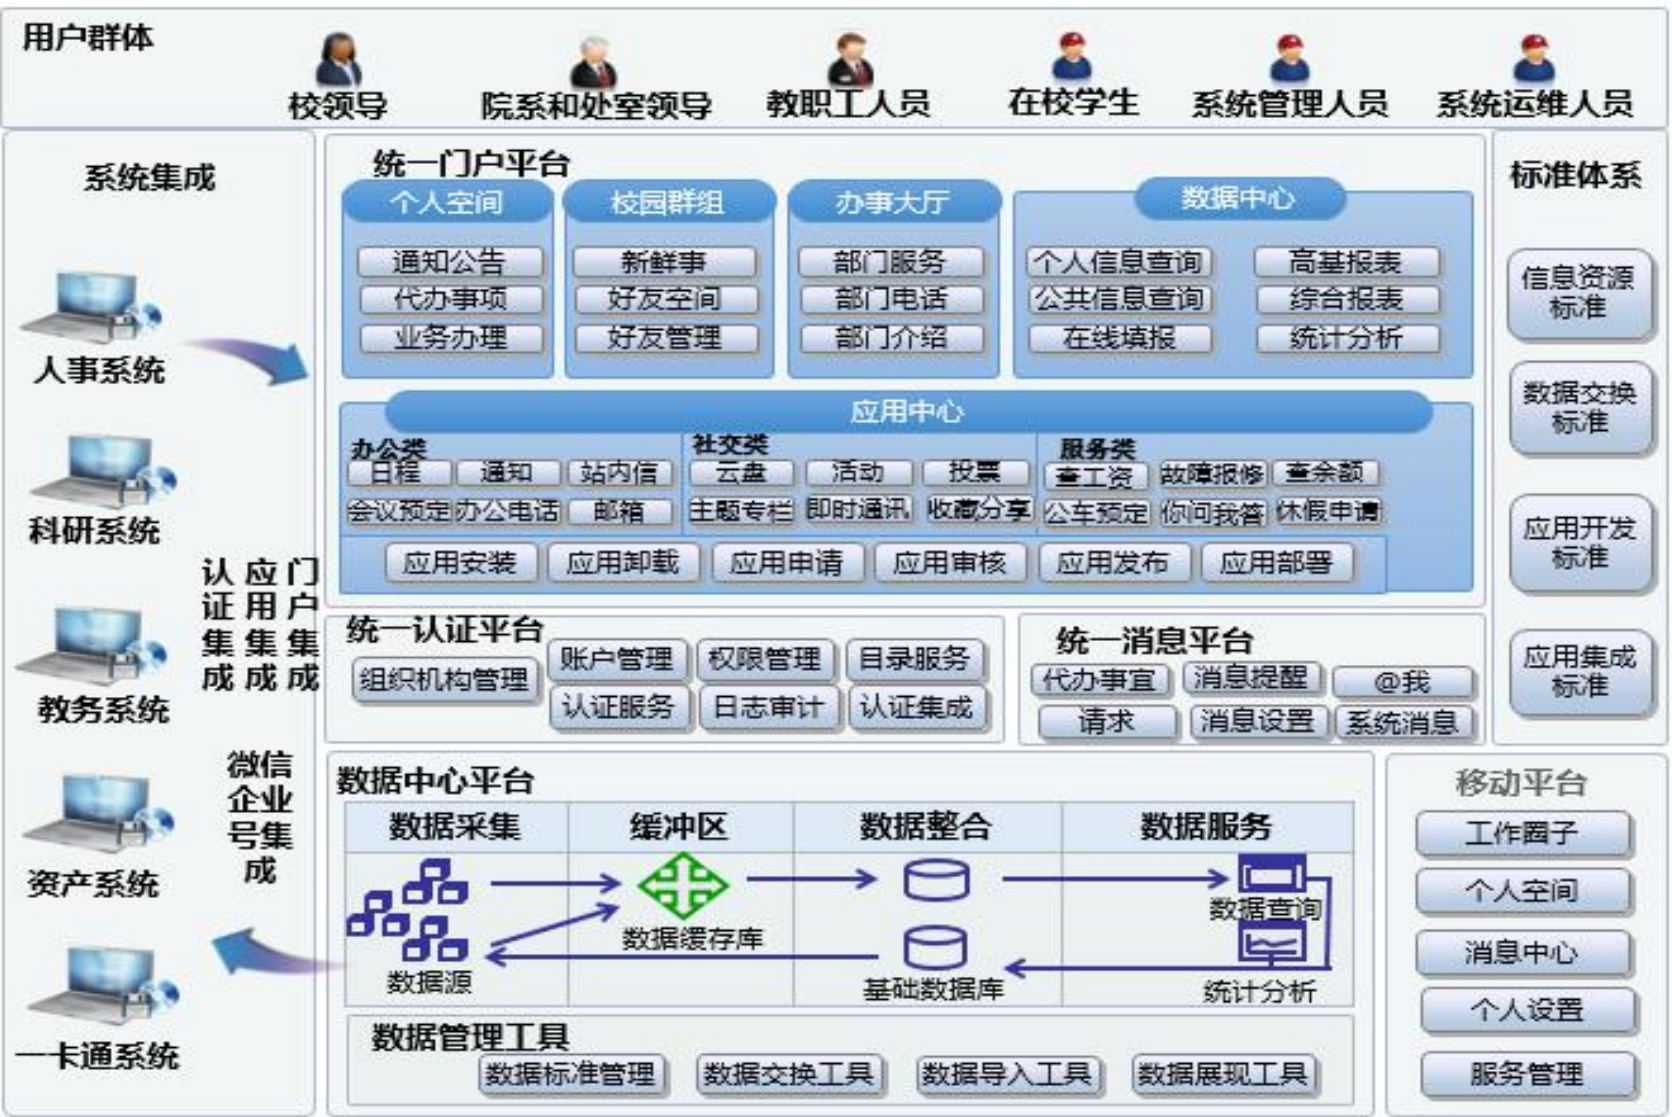 用户群体
校领导
院系和处室领导
教职工人员
在校学生
系统管理人员
系统运维人员
系统集成
人事系统
科研系统
教务系统
资产系统
一卡通系统
认证集成
应用集成
门户集成
微信
企业
号集
成
统一门户平台
个人空间
通知公告
代办事项
业务办理
校园群组
新鲜事
好友空间
好友管理
办事大厅
部门服务
部门电话
部门介绍
数据中心
个人信息查询
高基报表
公共信息查询
综合报表
在线填报
统计分析
应用中心
办公类
日程
通知
站内信
会议预定
办公电话
邮箱
社交类
云盘
活动
投票
主题专栏
即时通讯
收藏分享
服务类
查工资
故障报修
查余额
公车预定
你问我答
休假申请
应用安装
应用卸载
应用申请
应用审核
应用发布
应用部署
统一认证平台
组织机构管理
账户管理
权限管理
目录服务
认证服务
日志审计
认证集成
统一消息平台
代办事宜
消息提醒
@我
请求
消息设置
系统消息
数据中心平台
数据采集
缓冲区
数据整合
数据服务
数据源
数据缓存库
基础数据库
数据查询
统计分析
数据管理工具
数据标准管理
数据交换工具
数据导入工具
数据展现工具
标准体系
信息资源
标准
数据交换
标准
应用开发
标准
应用集成
标准
移动平台
工作圈子
个人空间
消息中心
个人设置
服务管理